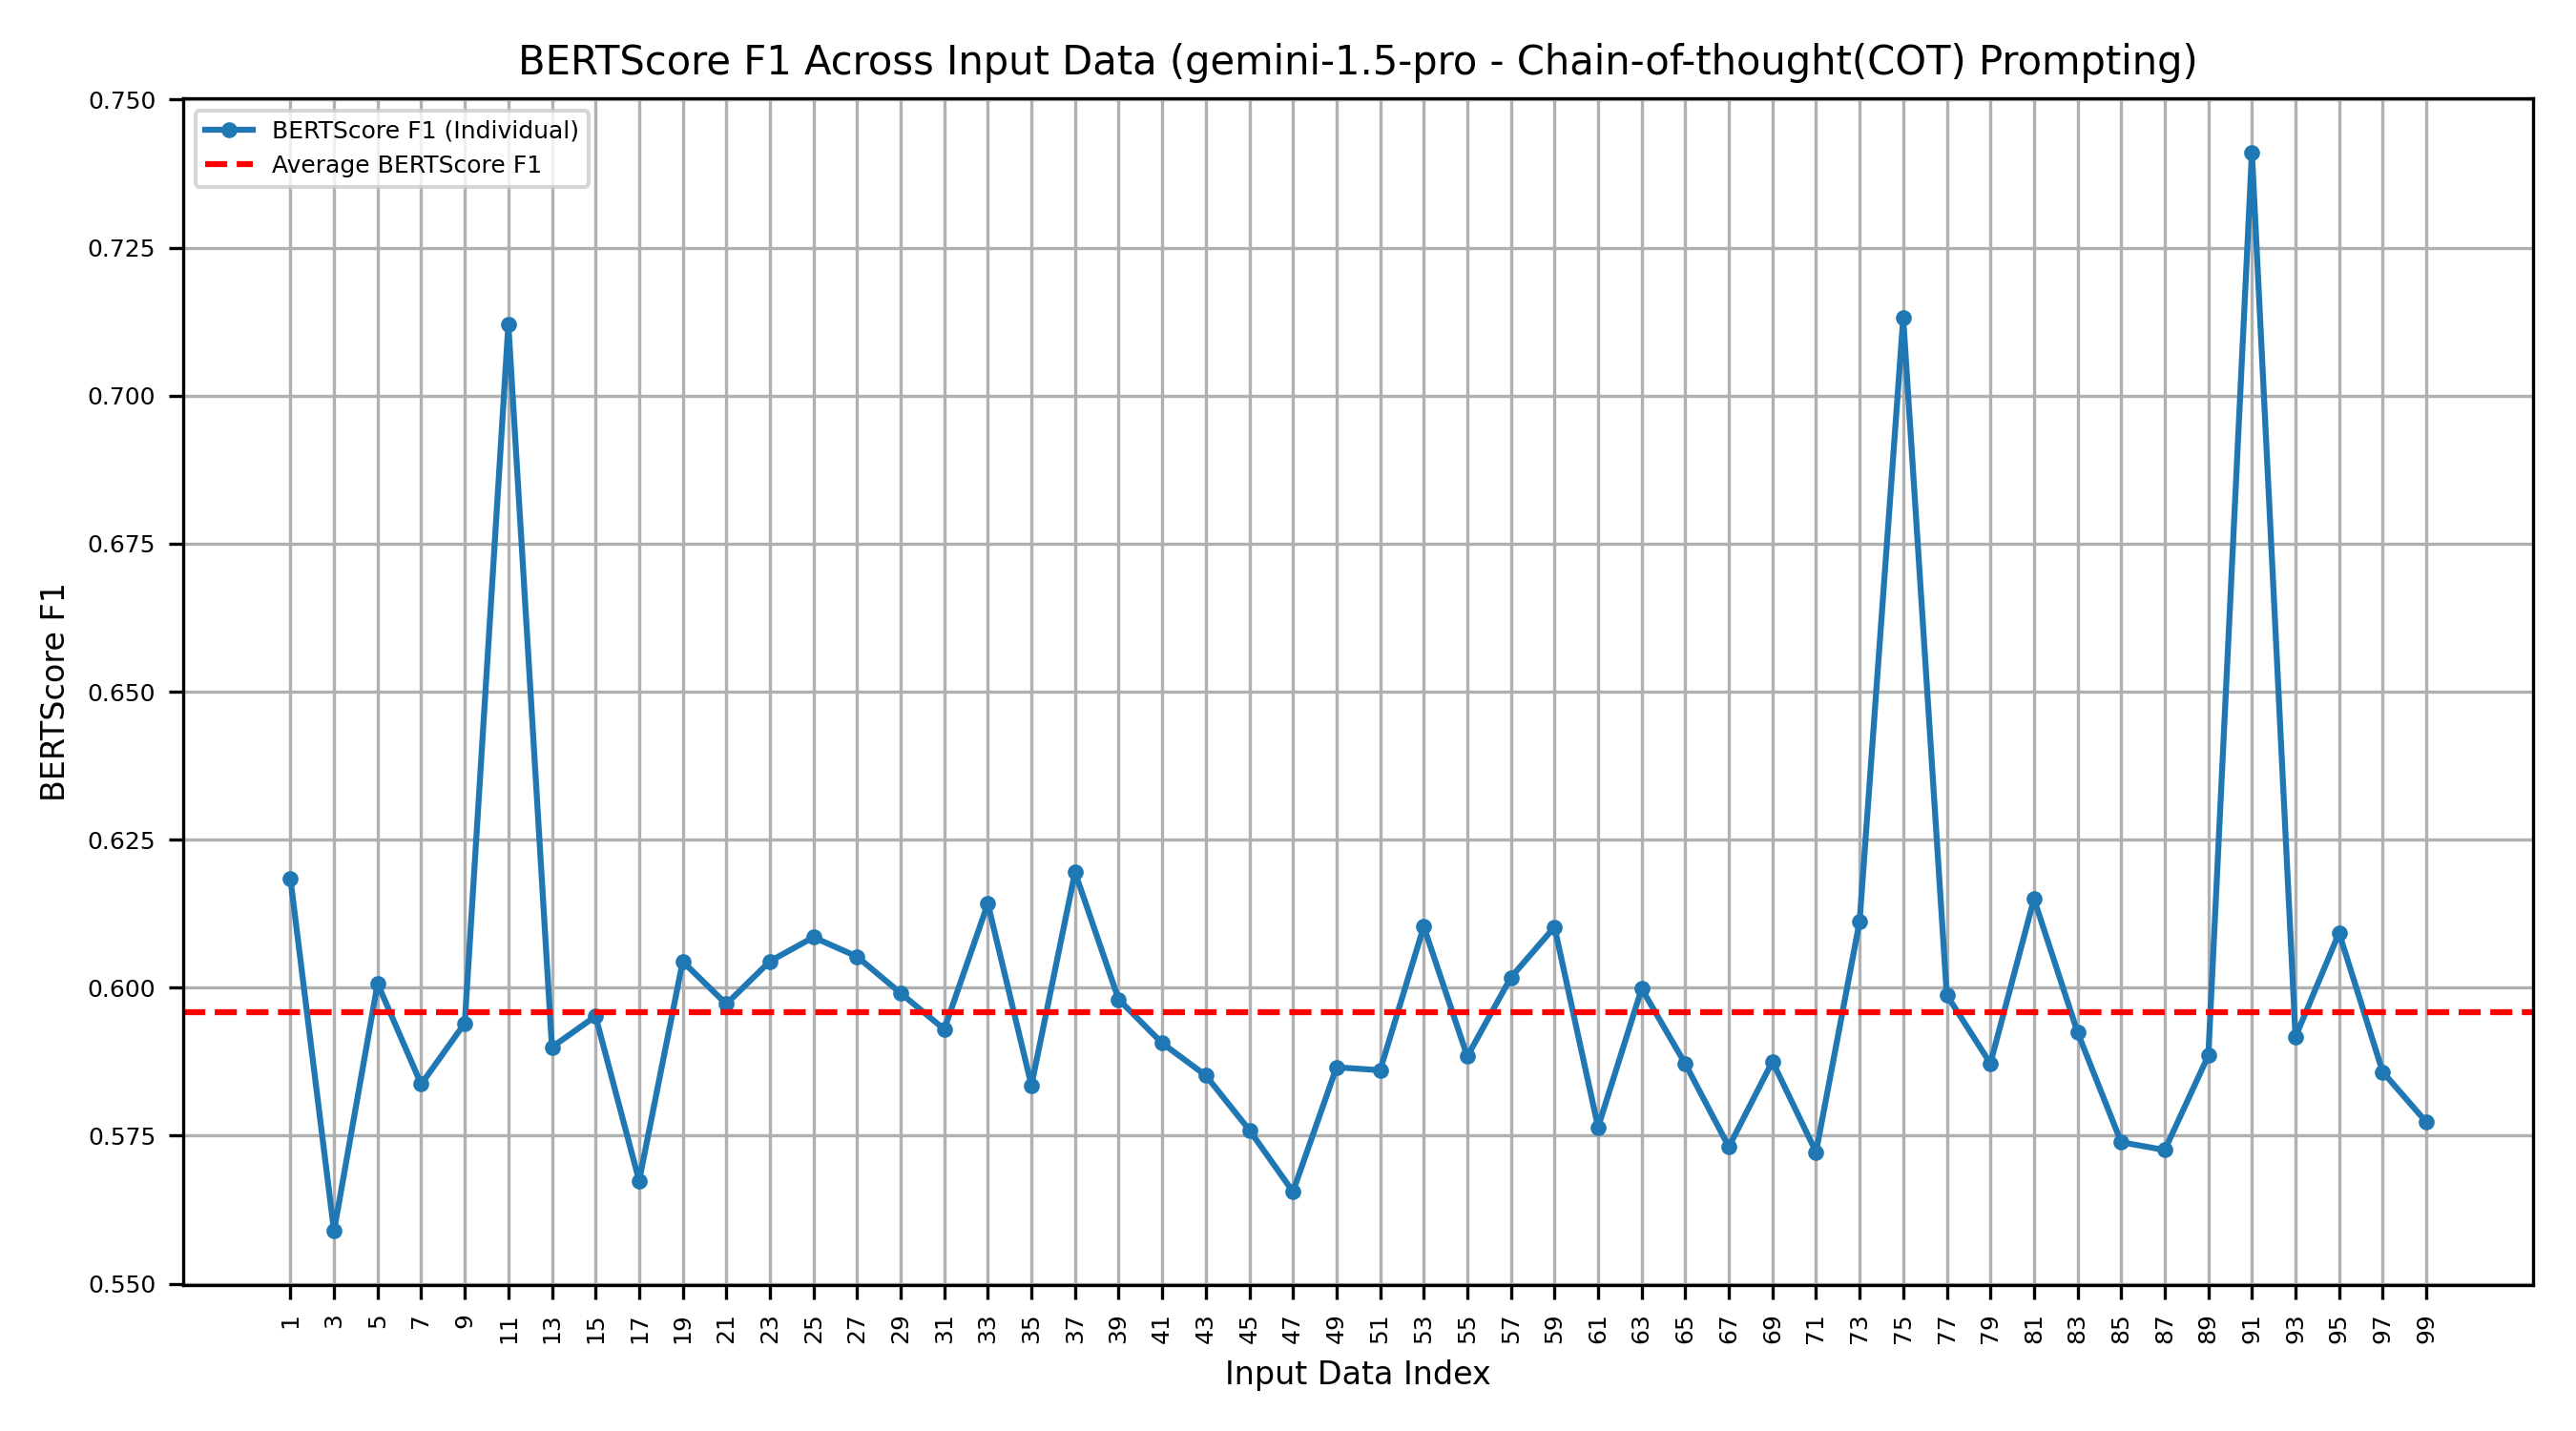 BERTScore F1 Across Input Data (gemini-1.5-pro - Chain-of-thought(COT) Prompting)
BERTScore F1 (Individual)
Average BERTScore F1
BERTScore F1
0.750
0.725
0.700
0.675
0.650
0.625
0.600
0.575
0.550
1 3 5 7 9 11 13 15 17 19 21 23 25 27 29 31 33 35 37 39 41 43 45 47 49 51 53 55 57 59 61 63 65 67 69 71 73 75 77 79 81 83 85 87 89 91 93 95 97 99
Input Data Index